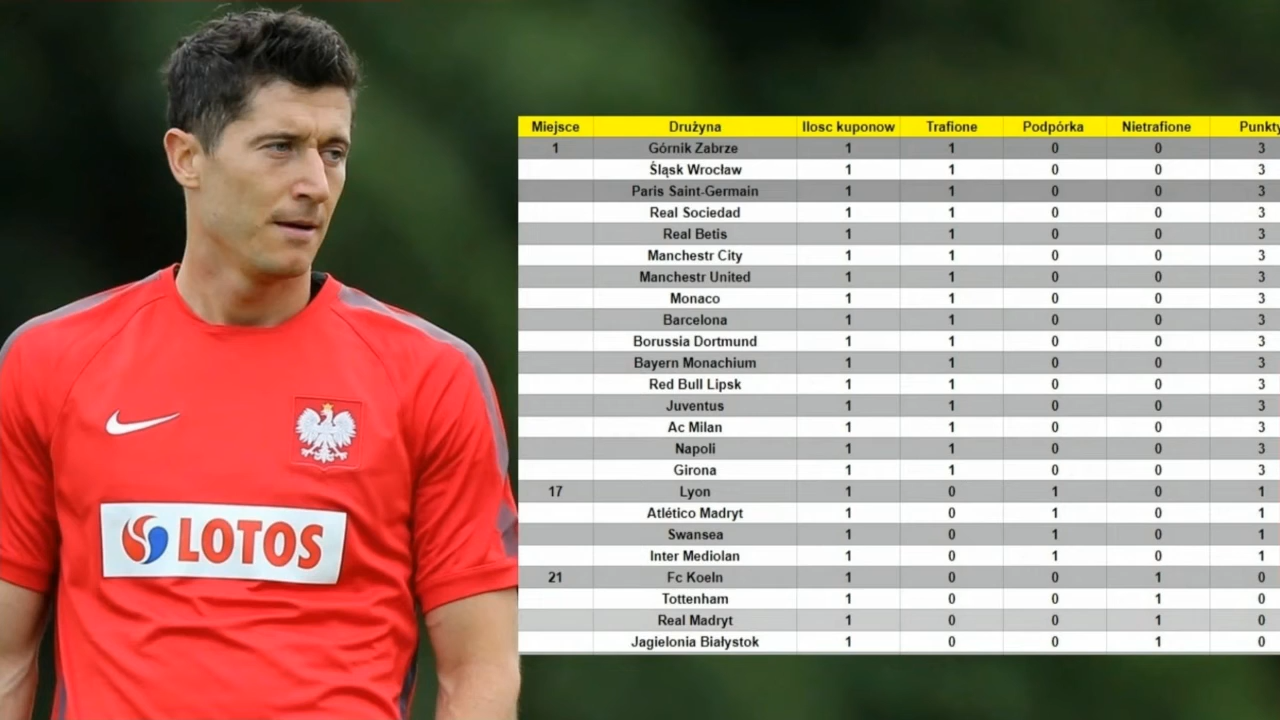 LOTOS
Miejsce Drużyna Ilosc kuponow Trafione Podpórka Nietrafione Punkty
1 Górnik Zabrze 1 1 0 0 3
Śląsk Wrocław 1 1 0 0 3
Paris Saint-Germain 1 1 0 0 3
Real Sociedad 1 1 0 0 3
Real Betis 1 1 0 0 3
Manchestr City 1 1 0 0 3
Manchestr United 1 1 0 0 3
Monaco 1 1 0 0 3
Barcelona 1 1 0 0 3
Borussia Dortmund 1 1 0 0 3
Bayern Monachium 1 1 0 0 3
Red Bull Lipsk 1 1 0 0 3
Juventus 1 1 0 0 3
Ac Milan 1 1 0 0 3
Napoli 1 1 0 0 3
Girona 1 1 0 0 3
17 Lyon 1 0 1 0 1
Atlético Madryt 1 0 1 0 1
Swansea 1 0 1 0 1
Inter Mediolan 1 0 1 0 1
21 Fc Koeln 1 0 0 1 0
Tottenham 1 0 0 1 0
Real Madryt 1 0 0 1 0
Jagielonia Białystok 1 0 0 1 0